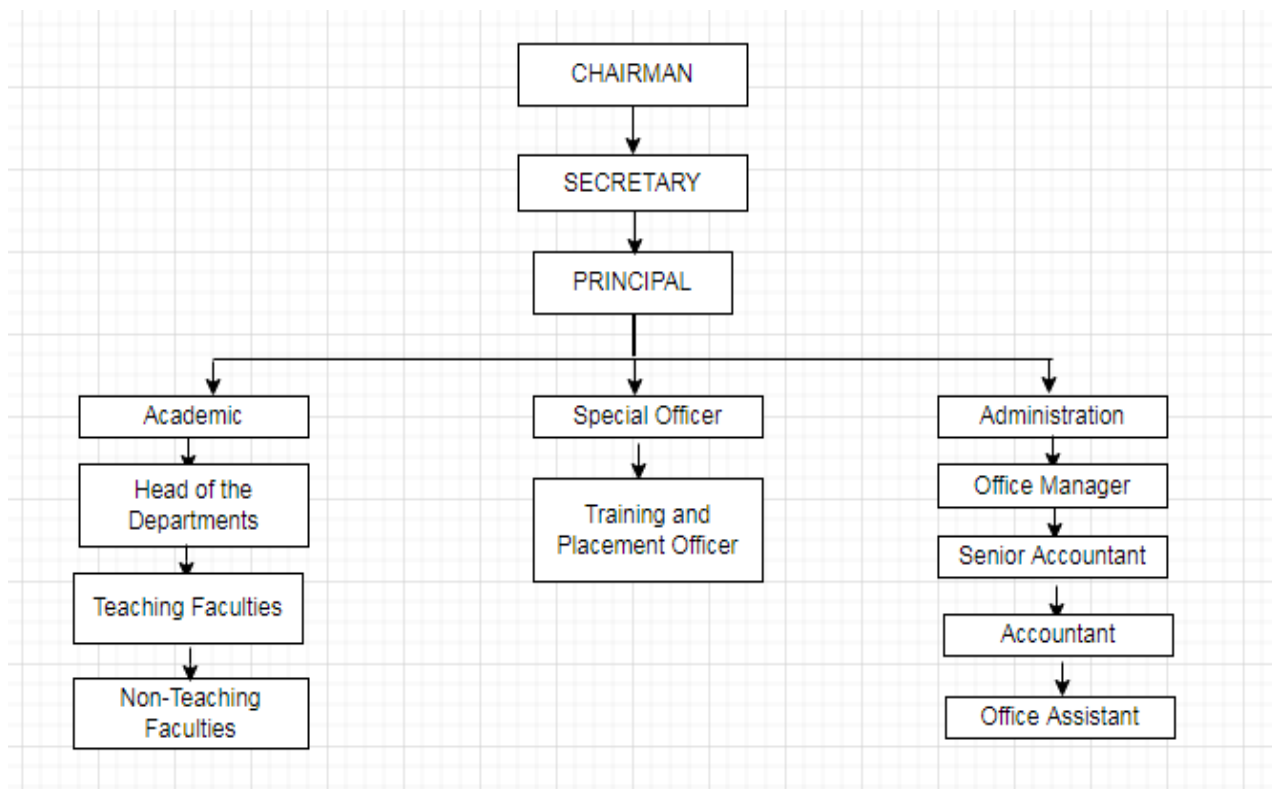 CHAIRMAN
SECRETARY
PRINCIPAL
Academic
Special Officer
Administration
Head of the
Departments
Training and
Placement Officer
Office Manager
Senior Accountant
Teaching Faculties
Accountant
Non-Teaching
Faculties
Office Assistant